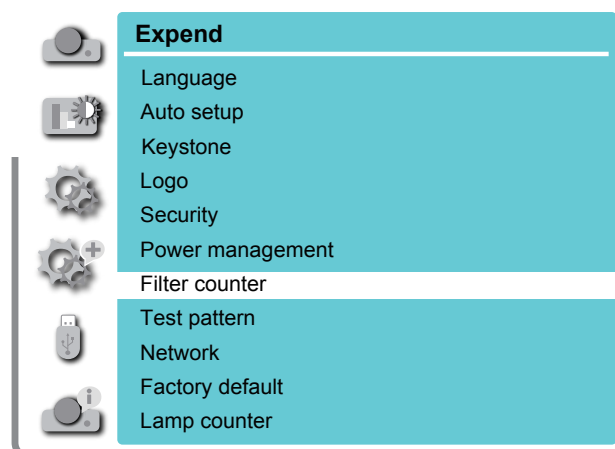 Expend
Language
Auto setup
Keystone
Logo
Security
Power management
Filter counter
Test pattern
Network
Factory default
Lamp counter